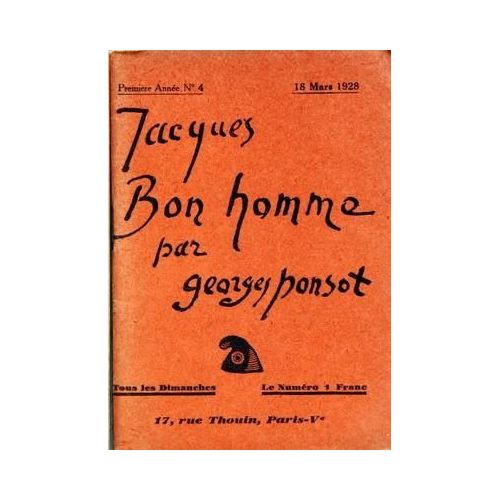 Première Année N° 4
18 Mars 1928
Jacques
Bon homme
par
georges ponsot
Tous les Dimanches
Le Numéro 1 Franc
17, rue Thouin, Paris-Ve